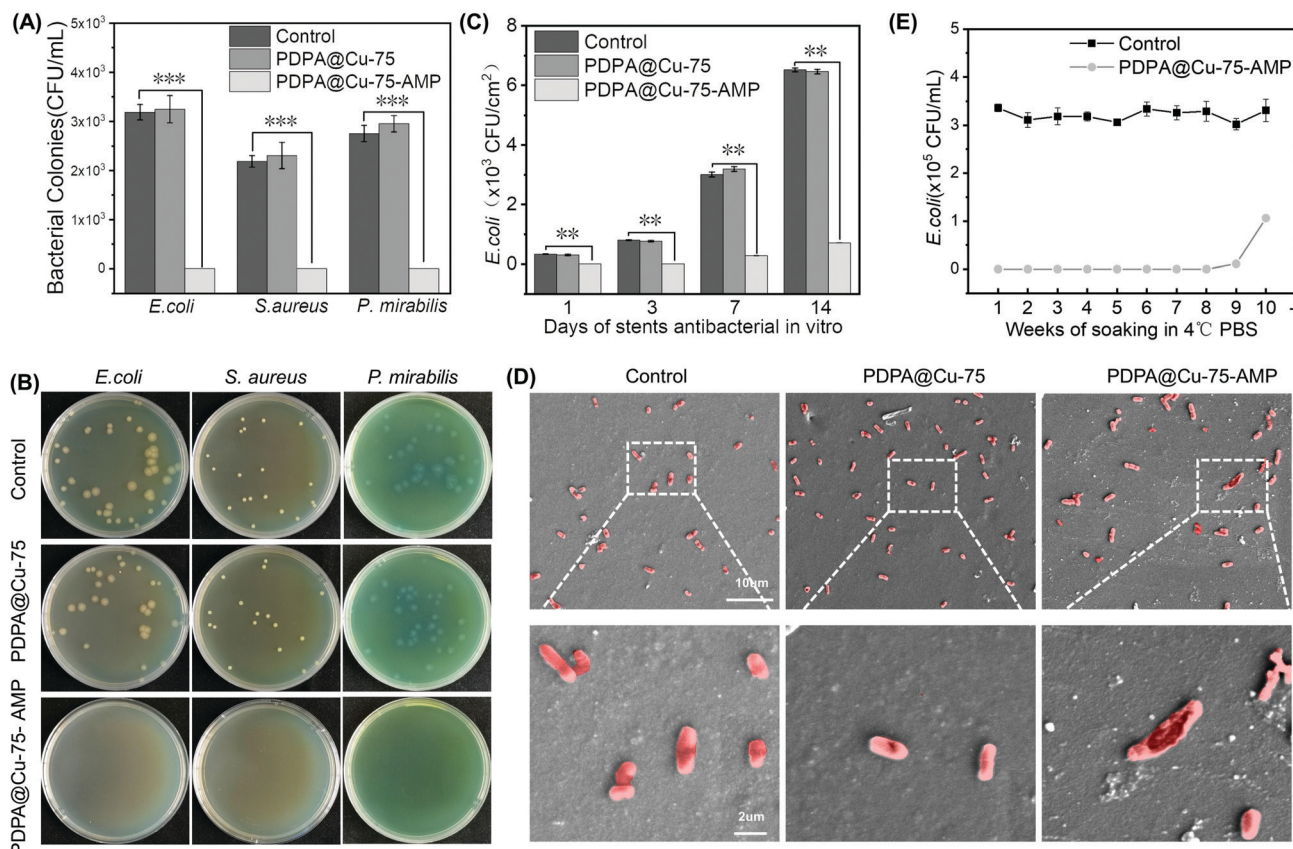 (A)
Bacterial Colonies(CFU/mL)
5x10³
4x10³
3x10³
2x10³
1x10³
0
Control
PDPA@Cu-75
PDPA@Cu-75-AMP
***
***
***
E.coli
S.aureus
P. mirabilis
(C)
E.coli (x10³ CFU/cm²)
8
6
4
2
0
Control
PDPA@Cu-75
PDPA@Cu-75-AMP
**
**
**
**
1
3
7
14
Days of stents antibacterial in vitro
(E)
E.coli(x10⁵ CFU/mL)
5
4
3
2
1
0
Control
PDPA@Cu-75-AMP
1 2 3 4 5 6 7 8 9 10
Weeks of soaking in 4℃ PBS
(B)
E.coli
S. aureus
P. mirabilis
Control
PDPA@Cu-75
PDPA@Cu-75- AMP
(D)
Control
PDPA@Cu-75
PDPA@Cu-75-AMP
10um
2um